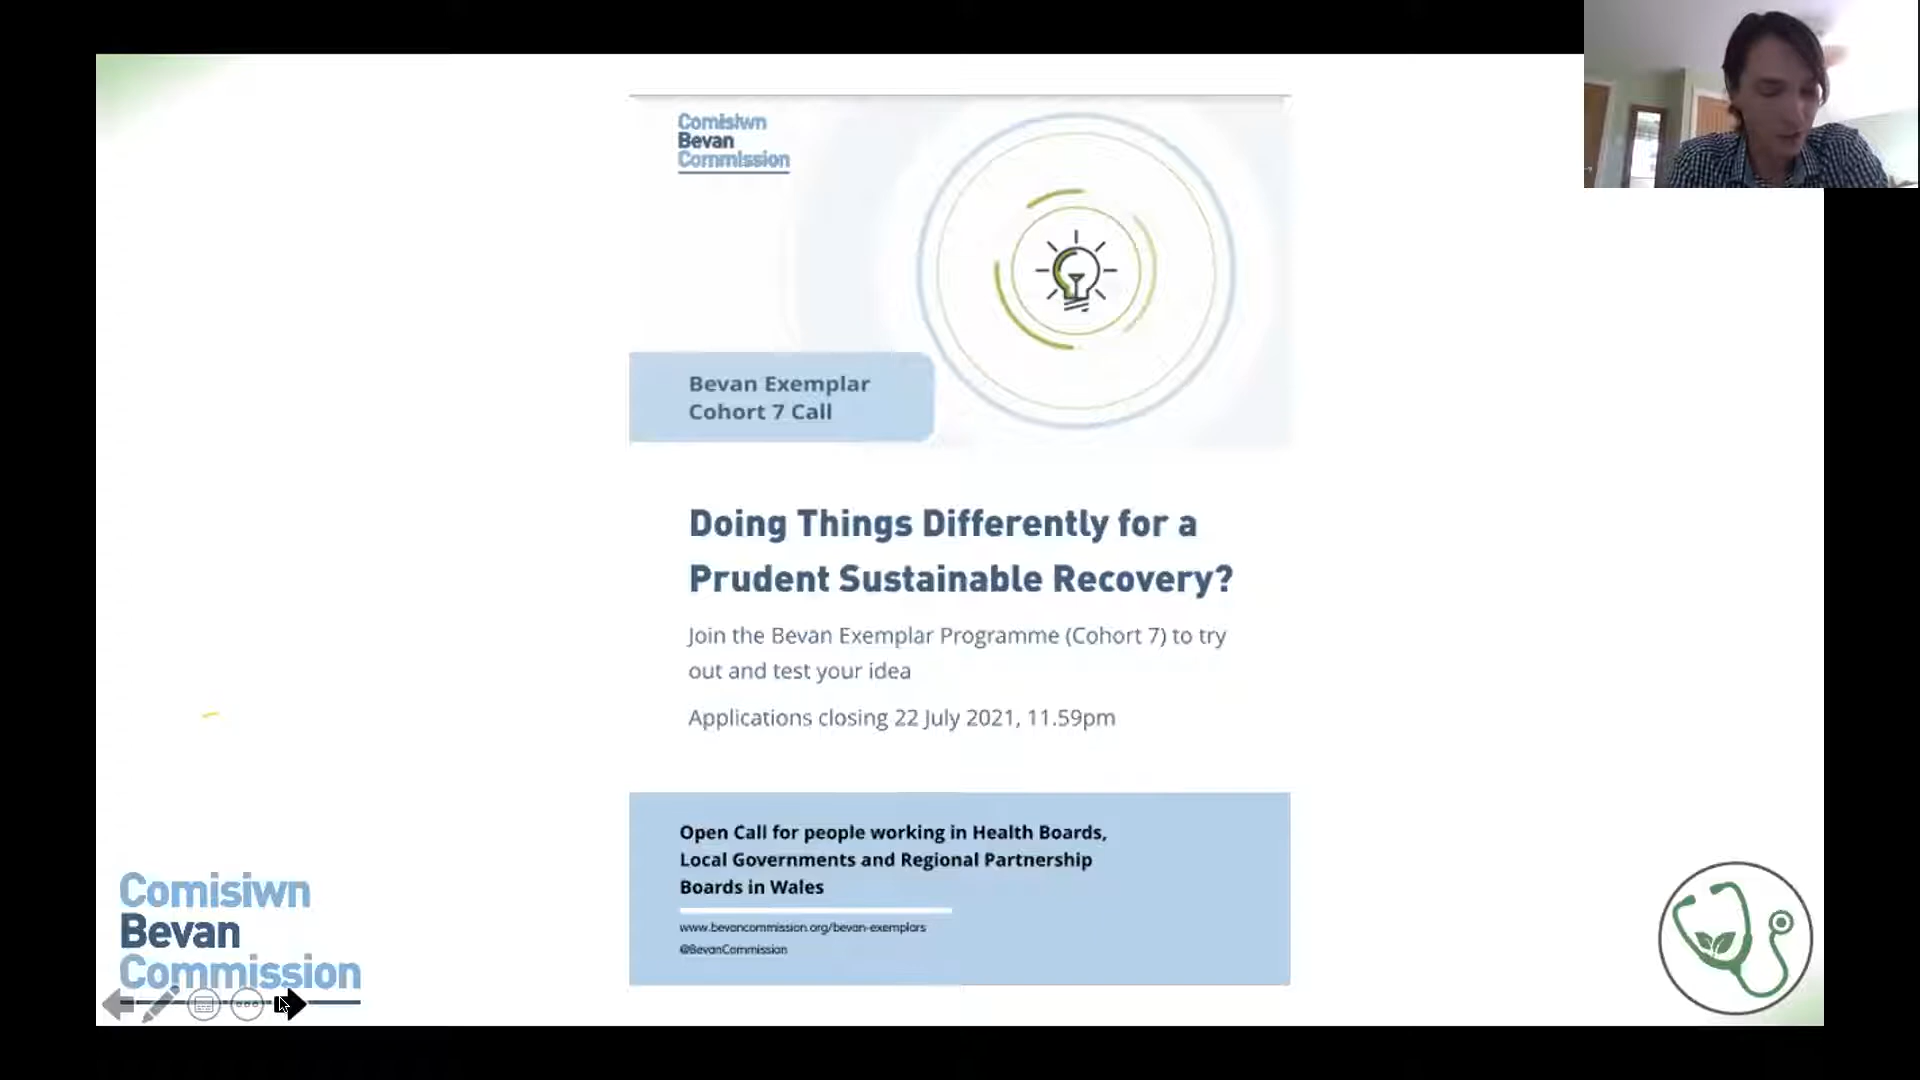 Comisiwn
Bevan
Commission
Bevan Exemplar
Cohort 7 Call
Doing Things Differently for a
Prudent Sustainable Recovery?
Join the Bevan Exemplar Programme (Cohort 7) to try
out and test your idea
Applications closing 22 July 2021, 11.59pm
Open Call for people working in Health Boards,
Local Governments and Regional Partnership
Boards in Wales
www.bevancommission.org/bevan-exemplars
@BevanCommission
Comisiwn
Bevan
Commission